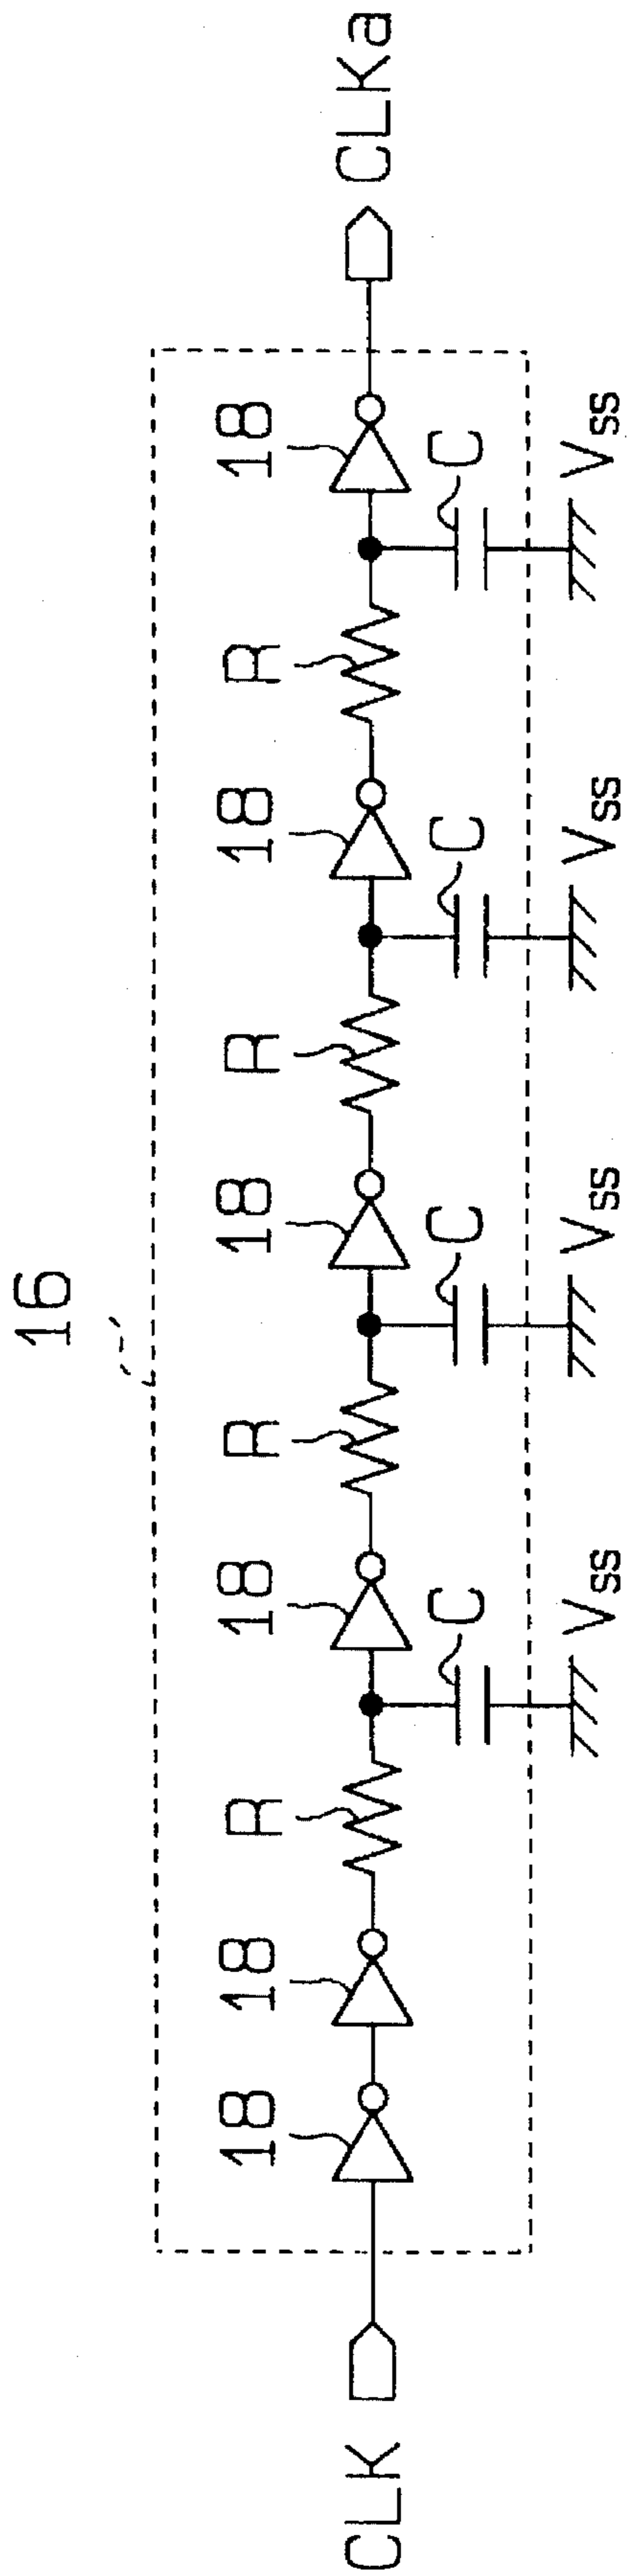 16
18 18 R 18 R 18 R 18 R 18
CLK CLKa
C C C C
Vss Vss Vss Vss